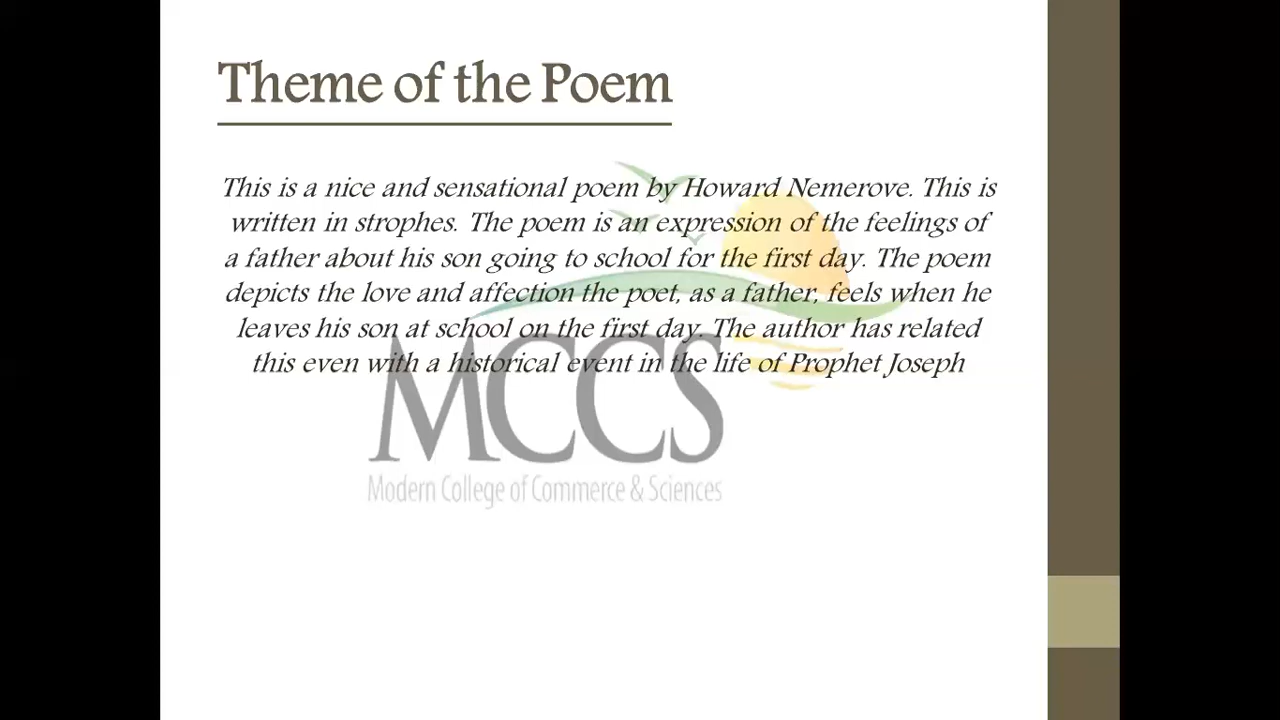 Theme of the Poem
This is a nice and sensational poem by Howard Nemerove. This is
written in strophes. The poem is an expression of the feelings of
a father about his son going to school for the first day. The poem
depicts the love and affection the poet, as a father, feels when he
leaves his son at school on the first day. The author has related
this even with a historical event in the life of Prophet Joseph
MCCS
Modern College of Commerce & Sciences